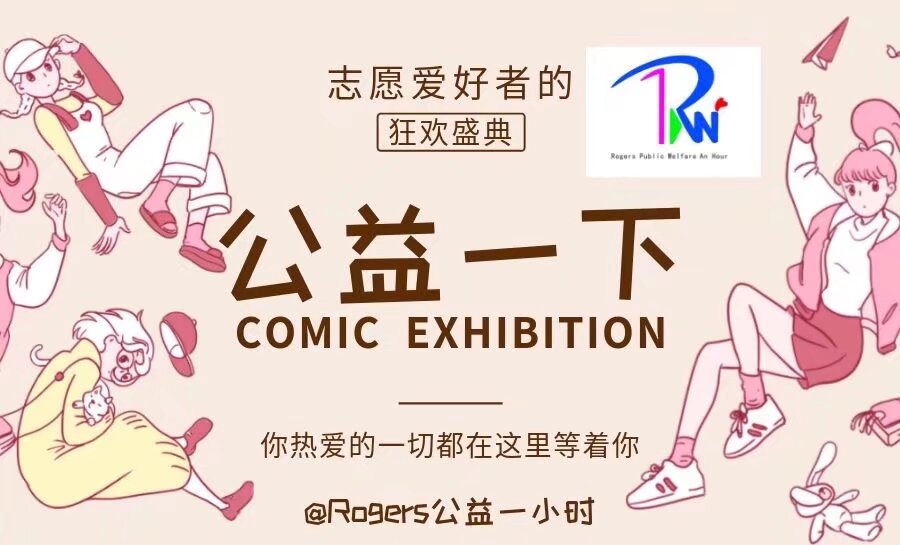 志愿爱好者的
狂欢盛典
Rogers Public Welfare An Hour
公益一下
COMIC EXHIBITION
你热爱的一切都在这里等着你
@Rogers公益一小时